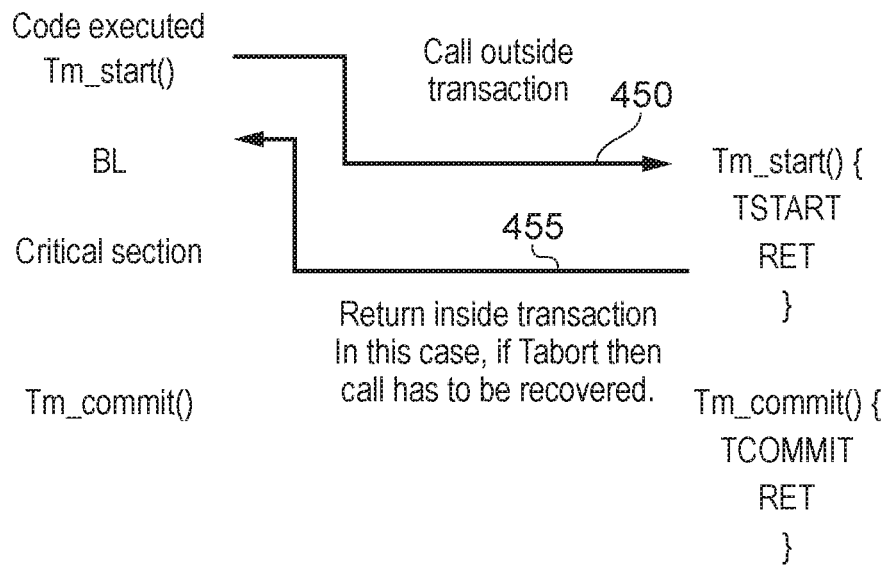 Code executed
Tm_start()
Call outside
transaction
450
BL
Tm_start() {
TSTART
RET
}
Critical section
455
Return inside transaction
In this case, if Tabort then
call has to be recovered.
Tm_commit()
Tm_commit() {
TCOMMIT
RET
}